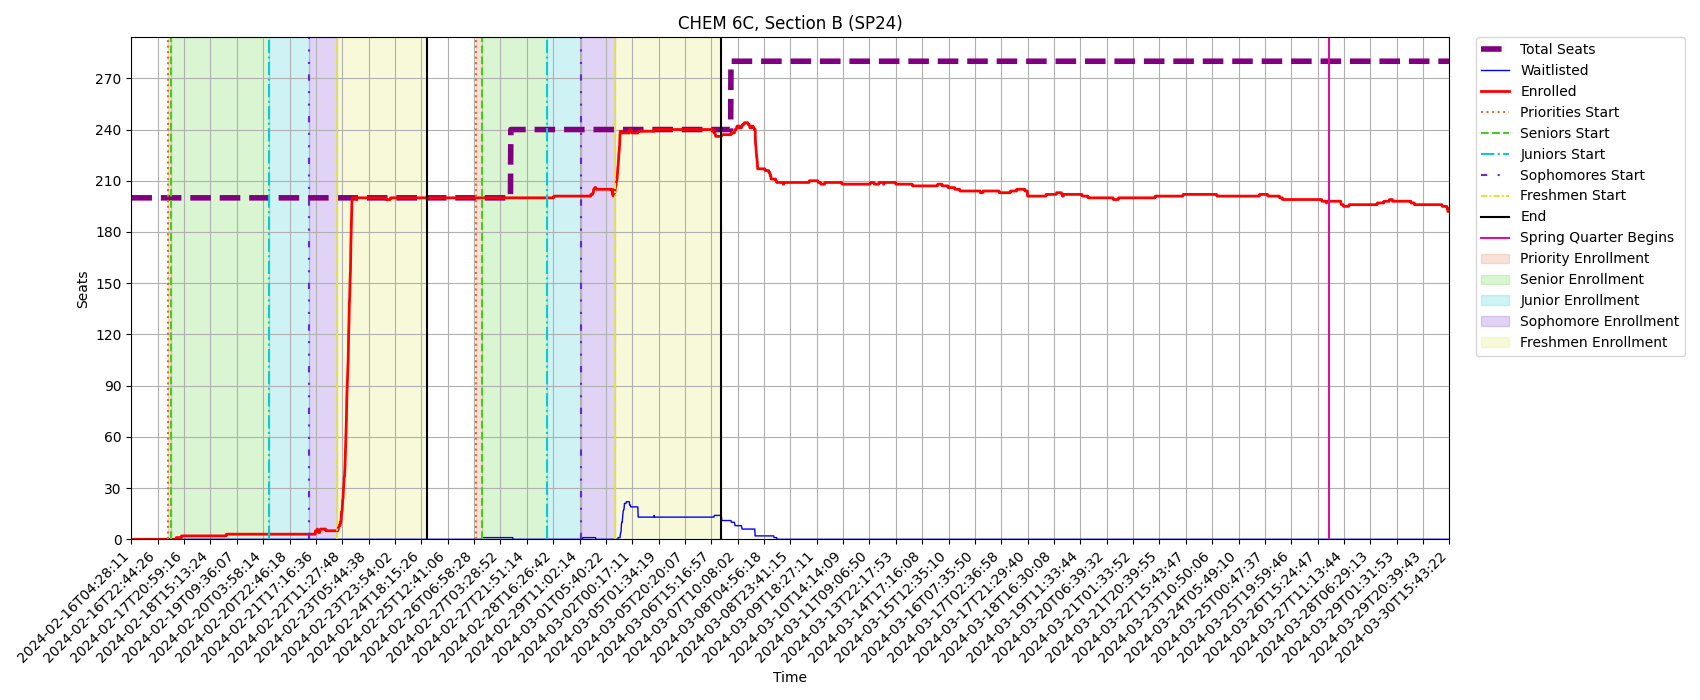 CHEM 6C, Section B (SP24)
Total Seats
Waitlisted
Enrolled
Priorities Start
Seniors Start
Juniors Start
Sophomores Start
Freshmen Start
End
Spring Quarter Begins
Priority Enrollment
Senior Enrollment
Junior Enrollment
Sophomore Enrollment
Freshmen Enrollment
Seats
270
240
210
180
150
120
90
60
30
0
2024-02-16T04:28:11
2024-02-16T22:44:26
2024-02-17T20:59:16
2024-02-18T15:13:24
2024-02-19T09:36:07
2024-02-20T03:58:14
2024-02-20T22:46:18
2024-02-21T17:16:36
2024-02-22T11:27:48
2024-02-23T05:44:38
2024-02-23T23:54:02
2024-02-24T18:15:26
2024-02-25T12:41:06
2024-02-26T06:58:28
2024-02-27T03:28:52
2024-02-27T21:51:14
2024-02-28T16:26:42
2024-02-29T11:02:14
2024-03-01T05:40:22
2024-03-02T00:17:11
2024-03-05T01:34:19
2024-03-05T20:20:07
2024-03-06T15:16:57
2024-03-07T10:08:02
2024-03-08T04:56:18
2024-03-08T23:41:15
2024-03-09T18:27:11
2024-03-10T14:14:09
2024-03-11T09:06:50
2024-03-13T22:17:53
2024-03-14T17:16:08
2024-03-15T12:35:10
2024-03-16T07:35:50
2024-03-17T02:36:58
2024-03-17T21:29:40
2024-03-18T16:30:08
2024-03-19T11:33:44
2024-03-20T06:39:32
2024-03-21T01:33:52
2024-03-21T20:39:55
2024-03-22T15:43:47
2024-03-23T10:50:06
2024-03-24T05:49:10
2024-03-25T00:47:37
2024-03-25T19:59:46
2024-03-26T15:24:47
2024-03-27T11:13:44
2024-03-28T06:29:13
2024-03-29T01:31:53
2024-03-29T20:39:43
2024-03-30T15:43:22
Time